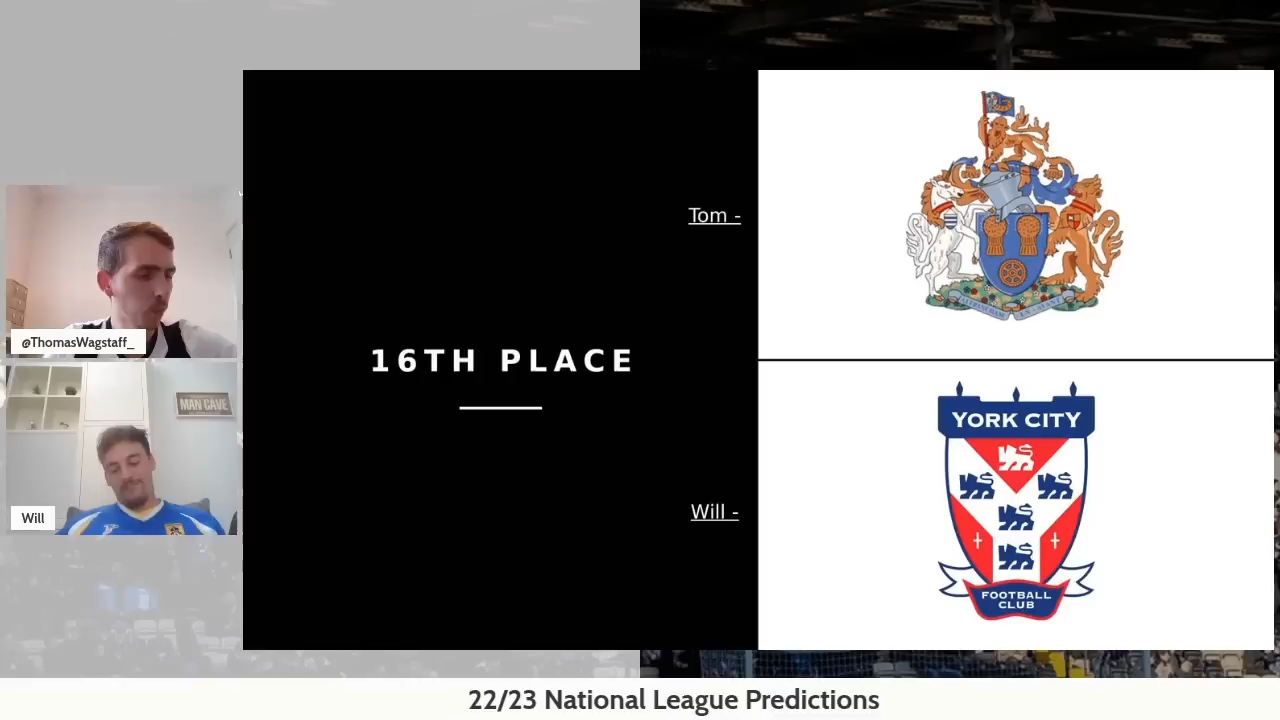 Tom -
16TH PLACE
Will -
YORK CITY
FOOTBALL
CLUB
@ThomasWagstaff_
MAN CAVE
Will
22/23 National League Predictions